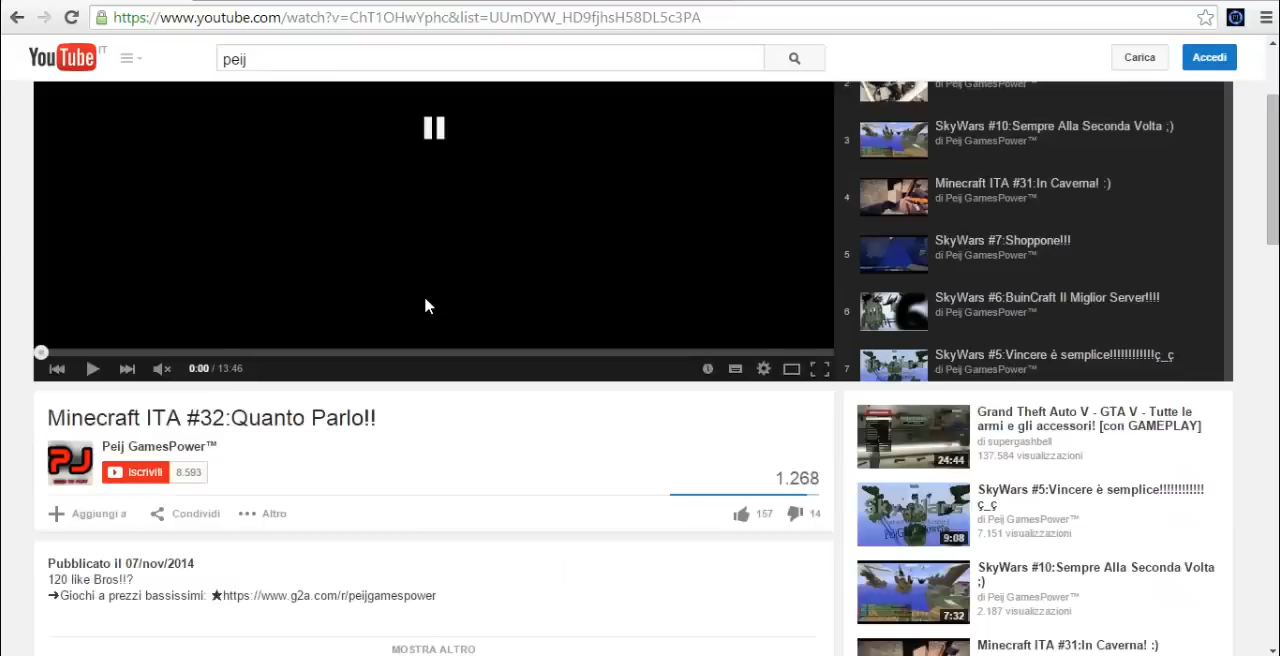 https://www.youtube.com/watch?v=ChT1OHwYphc&list=UUmDYW_HD9fjhsH58DL5c3PA
YouTube IT
peij
Carica
Accedi
2
di Peij GamesPower™
3
SkyWars #10:Sempre Alla Seconda Volta ;)
di Peij GamesPower™
4
Minecraft ITA #31:In Caverna! :)
di Peij GamesPower™
5
SkyWars #7:Shoppone!!!
di Peij GamesPower™
6
SkyWars #6:BuinCraft Il Miglior Server!!!!
di Peij GamesPower™
7
SkyWars #5:Vincere è semplice!!!!!!!!!!!!ç_ç
di Peij GamesPower™
0:00 / 13:46
Minecraft ITA #32:Quanto Parlo!!
PJ
Peij GamesPower™
Iscriviti
8.593
1.268
Aggiungi a
Condividi
Altro
157
14
Pubblicato il 07/nov/2014
120 like Bros!!?
➜Giochi a prezzi bassissimi: ★https://www.g2a.com/r/peijgamespower
MOSTRA ALTRO
Grand Theft Auto V - GTA V - Tutte le
armi e gli accessori! [con GAMEPLAY]
di supergashbell
137.584 visualizzazioni
24:44
SkyWars #5:Vincere è semplice!!!!!!!!!!!!
ç_ç
di Peij GamesPower™
7.151 visualizzazioni
9:08
SkyWars #10:Sempre Alla Seconda Volta
;)
di Peij GamesPower™
2.187 visualizzazioni
7:32
Minecraft ITA #31:In Caverna! :)